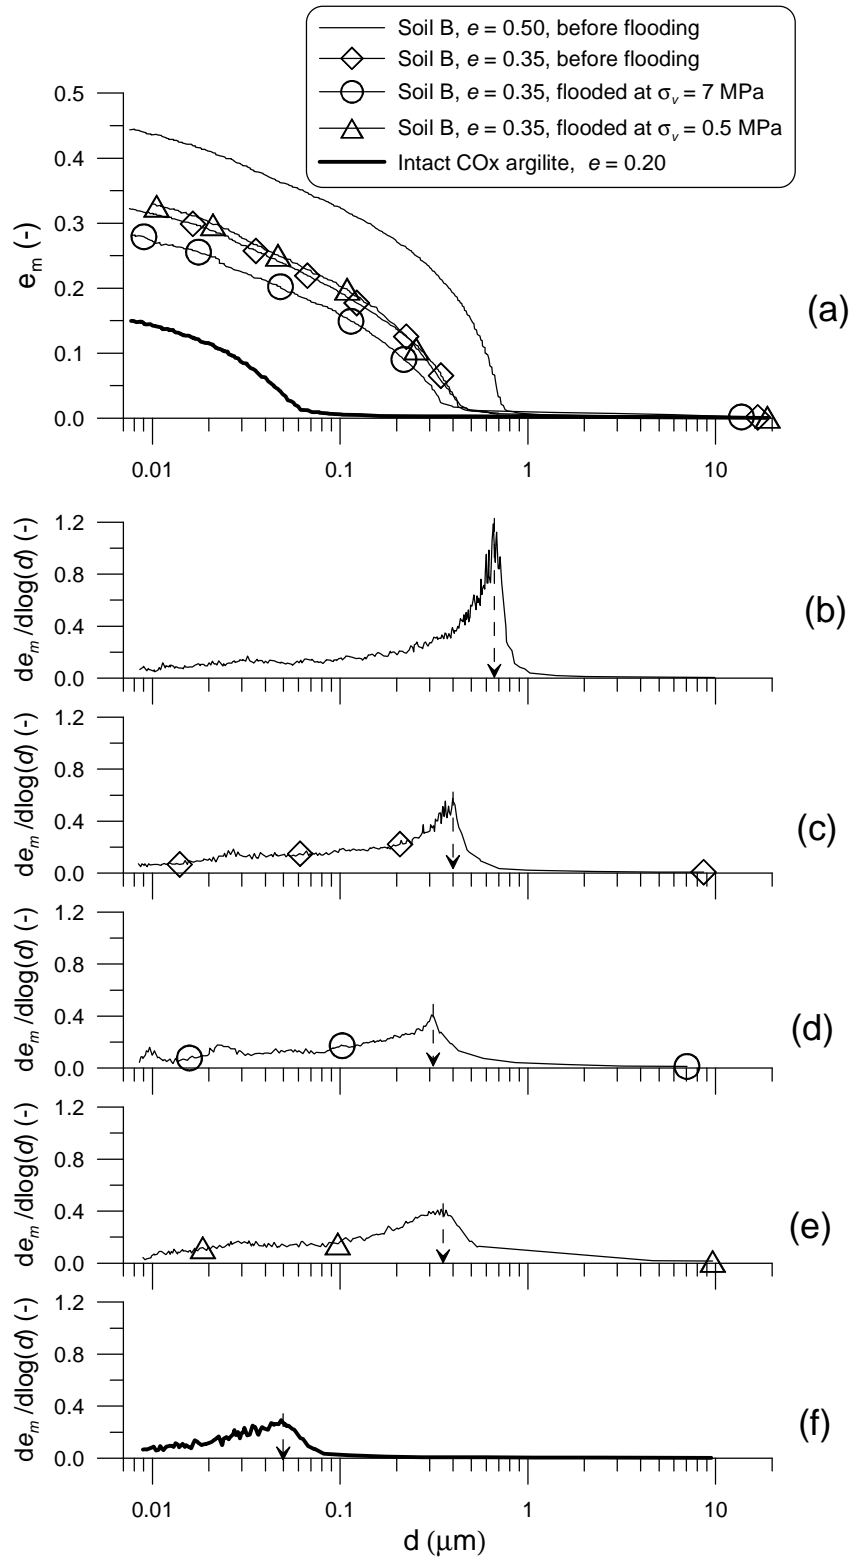 Soil B, e = 0.50, before flooding
Soil B, e = 0.35, before flooding
Soil B, e = 0.35, flooded at σv = 7 MPa
Soil B, e = 0.35, flooded at σv = 0.5 MPa
Intact COx argilite, e = 0.20
0.5
0.4
0.3
0.2
0.1
0.0
em (-)
(a)
0.01 0.1 1 10
1.2
0.8
0.4
0.0
dem /dlog(d) (-)
(b)
1.2
0.8
0.4
0.0
dem /dlog(d) (-)
(c)
1.2
0.8
0.4
0.0
dem /dlog(d) (-)
(d)
1.2
0.8
0.4
0.0
dem /dlog(d) (-)
(e)
1.2
0.8
0.4
0.0
dem /dlog(d) (-)
(f)
0.01 0.1 1 10
d (μm)